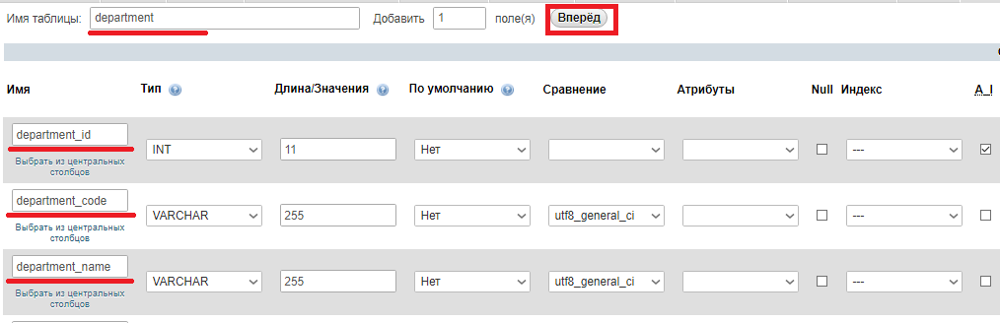 Имя таблицы: department Добавить 1 поле(я) Вперёд
Имя Тип Длина/Значения По умолчанию Сравнение Атрибуты Null Индекс A_I
department_id INT 11 Нет ---
Выбрать из центральных
столбцов
department_code VARCHAR 255 Нет utf8_general_ci ---
Выбрать из центральных
столбцов
department_name VARCHAR 255 Нет utf8_general_ci ---
Выбрать из центральных
столбцов